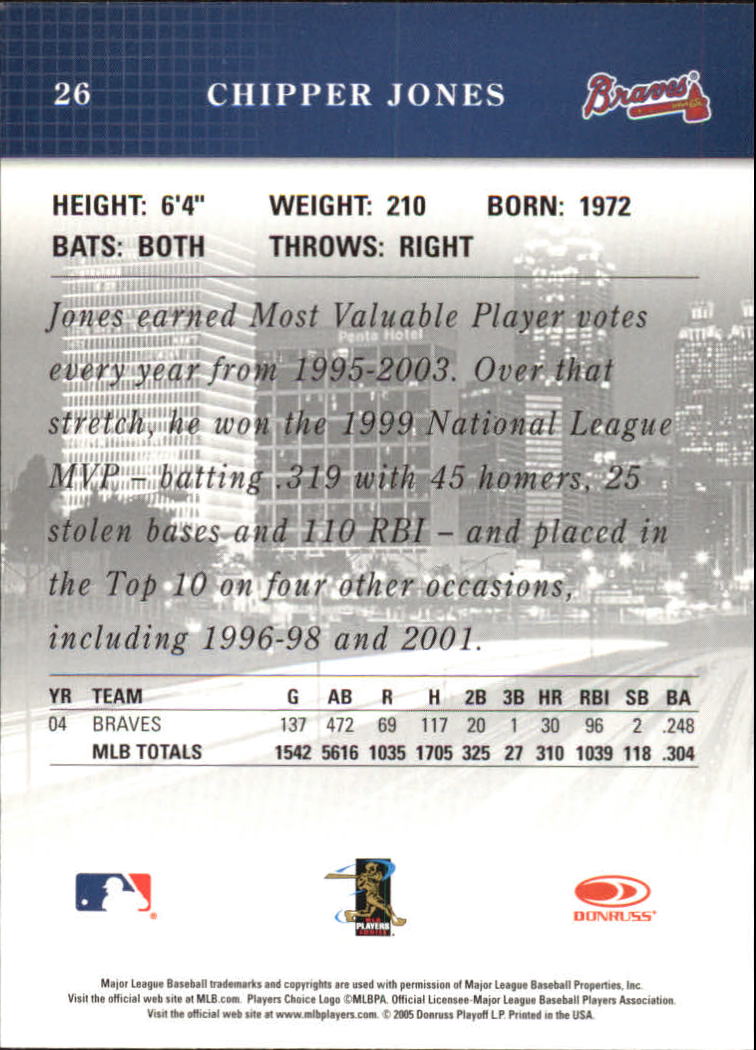 26 CHIPPER JONES Braves
HEIGHT: 6'4" WEIGHT: 210 BORN: 1972
BATS: BOTH THROWS: RIGHT
Penta Hotel
Jones earned Most Valuable Player votes
every year from 1995-2003. Over that
stretch, he won the 1999 National League
MVP – batting .319 with 45 homers, 25
stolen bases and 110 RBI – and placed in
the Top 10 on four other occasions,
including 1996-98 and 2001.
YR TEAM G AB R H 2B 3B HR RBI SB BA
04 BRAVES 137 472 69 117 20 1 30 96 2 .248
MLB TOTALS 1542 5616 1035 1705 325 27 310 1039 118 .304
MLB
PLAYERS
CHOICE
DONRUSS
Major League Baseball trademarks and copyrights are used with permission of Major League Baseball Properties, Inc.
Visit the official web site at MLB.com. Players Choice Logo ©MLBPA. Official Licensee-Major League Baseball Players Association.
Visit the official web site at www.mlbplayers.com. © 2005 Donruss Playoff L.P. Printed in the USA.